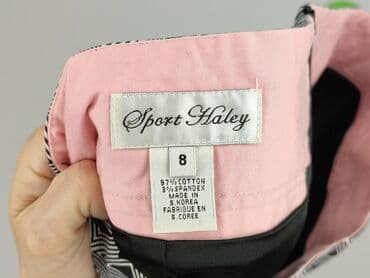 Sport Haley
8
97% COTTON
3% SPANDEX
MADE IN
S.KOREA
FABRIQUE EN
S.COREE